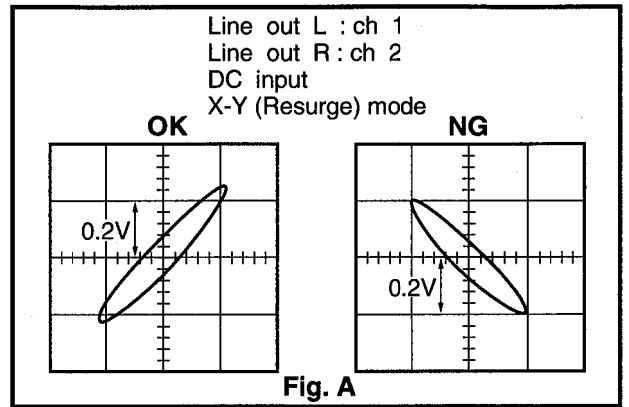 Line out L : ch 1
Line out R : ch 2
DC input
X-Y (Resurge) mode
OK
NG
0.2V
0.2V
Fig. A